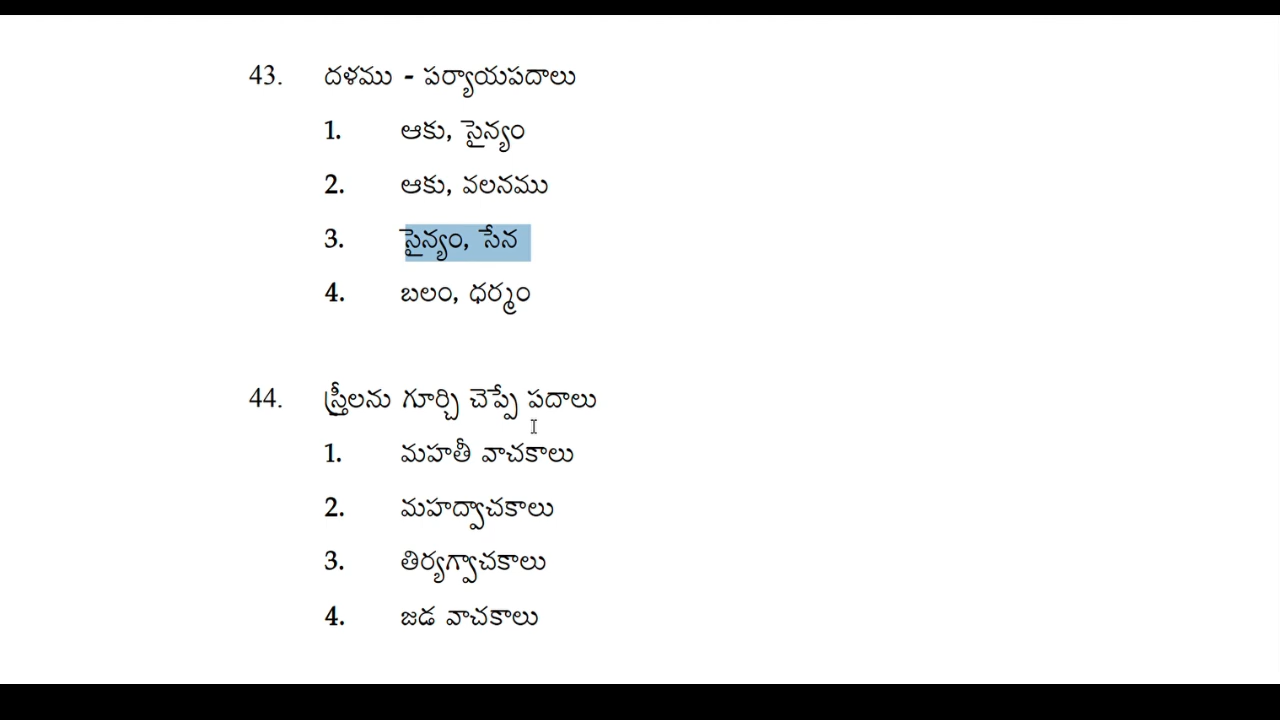 43. దళము - పర్యాయపదాలు
1. ఆకు, సైన్యం
2. ఆకు, వలనము
3. సైన్యం, సేన
4. బలం, ధర్మం
44. స్త్రీలను గూర్చి చెప్పే పదాలు
1. మహతీ వాచకాలు
2. మహద్వాచకాలు
3. తిర్యగ్వాచకాలు
4. జడ వాచకాలు